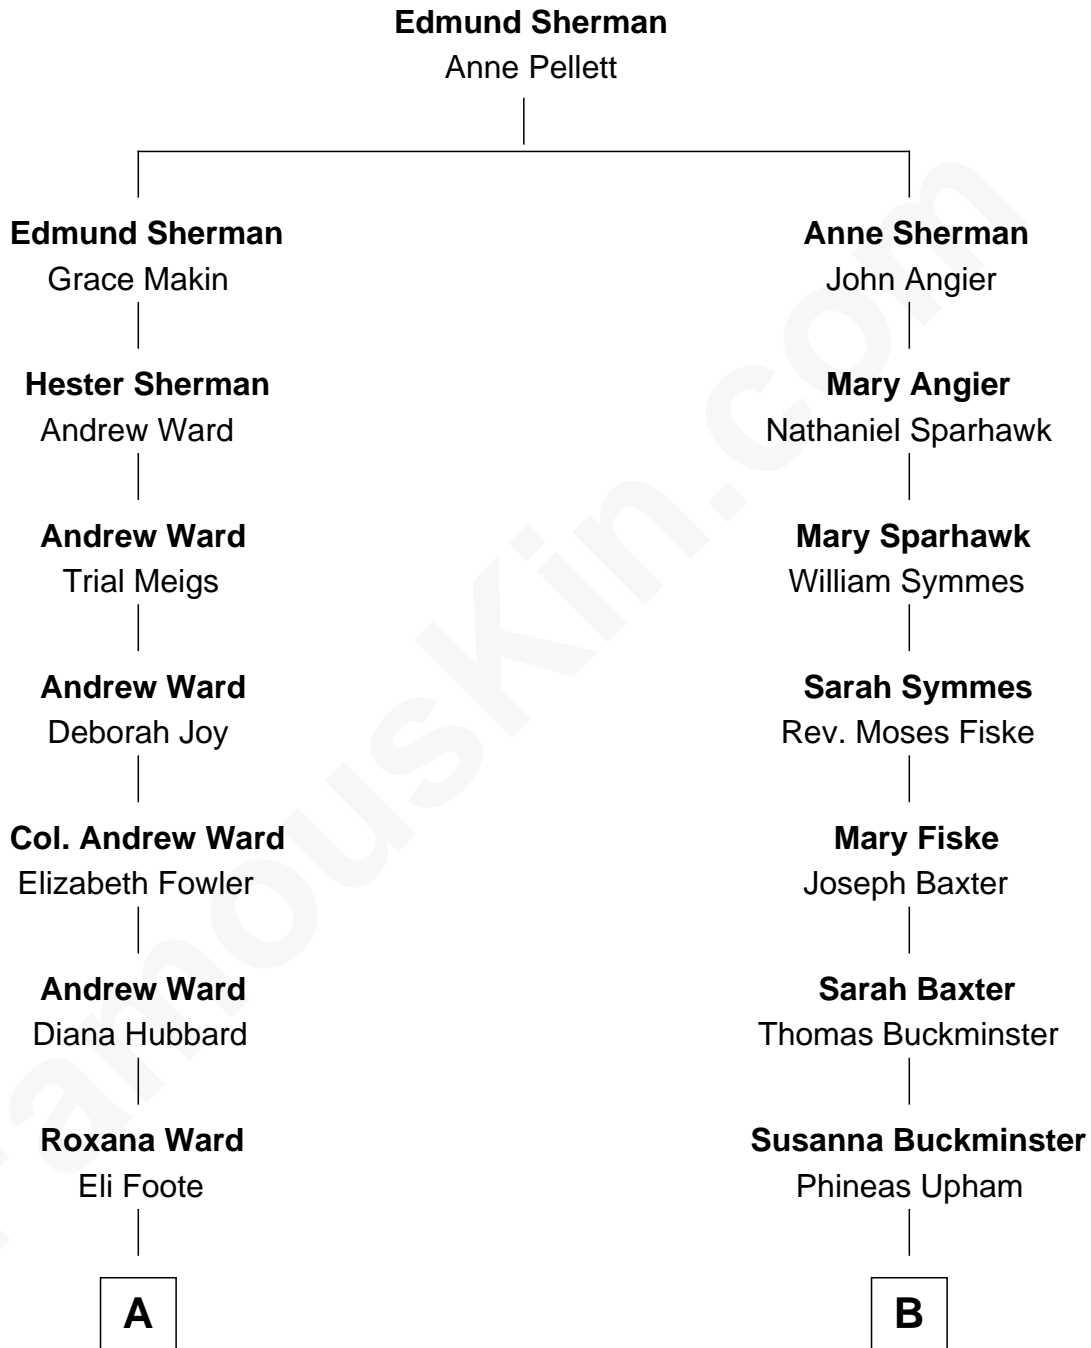 Edmund Sherman
Anne Pellett
Edmund Sherman
Grace Makin
Hester Sherman
Andrew Ward
Andrew Ward
Trial Meigs
Andrew Ward
Deborah Joy
Col. Andrew Ward
Elizabeth Fowler
Andrew Ward
Diana Hubbard
Roxana Ward
Eli Foote
A
Anne Sherman
John Angier
Mary Angier
Nathaniel Sparhawk
Mary Sparhawk
William Symmes
Sarah Symmes
Rev. Moses Fiske
Mary Fiske
Joseph Baxter
Sarah Baxter
Thomas Buckminster
Susanna Buckminster
Phineas Upham
B
FamousKin.com